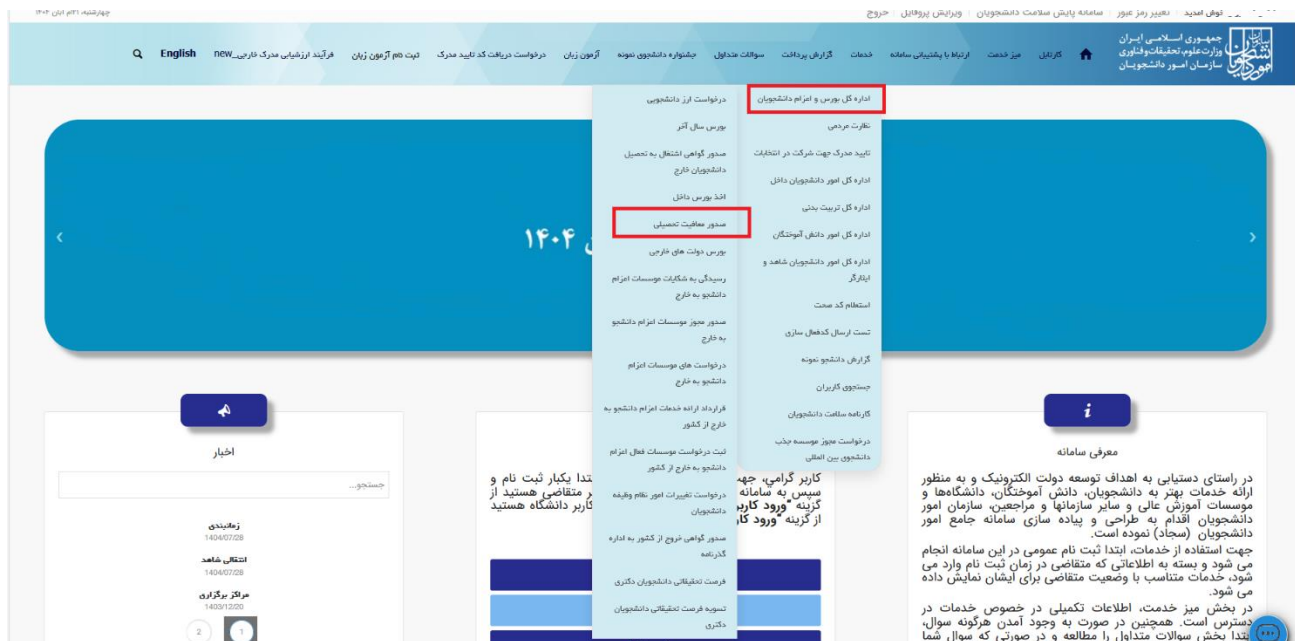 خوش آمدید
تغییر رمز عبور
سامانه پایش سلامت دانشجویان
ویرایش پروفایل
خروج
چهارشنبه، ۲۱ام آبان ۱۴۰۴
جمهوری اسلامی ایران
وزارت علوم، تحقیقات و فناوری
سازمان امور دانشجویان
کارتابل
میز خدمت
ارتباط با پشتیبانی سامانه
خدمات
گزارش پرداخت
سوالات متداول
جشنواره دانشجوی نمونه
آزمون زبان
درخواست دریافت کد تایید مدرک
ثبت نام آزمون زبان
فرآیند ارزشیابی مدرک خارجی_new
English
اداره کل بورس و اعزام دانشجویان
نظارت مردمی
تایید مدرک جهت شرکت در انتخابات
اداره کل امور دانشجویان داخل
اداره کل تربیت بدنی
اداره کل امور دانش آموختگان
اداره کل امور دانشجویان شاهد و
ایثارگر
استعلام کد صحت
تست ارسال کدفعال سازی
گزارش دانشجو نمونه
جستجوی کاربران
کارنامه سلامت دانشجویان
درخواست مجوز موسسه جذب
دانشجوی بین المللی
درخواست ارز دانشجویی
بورس سال آخر
صدور گواهی اشتغال به تحصیل
دانشجویان خارج
اخذ بورس داخل
صدور معافیت تحصیلی
بورس دولت های خارجی
رسیدگی به شکایات موسسات اعزام
دانشجو به خارج
صدور مجوز موسسات اعزام دانشجو
به خارج
درخواست های موسسات اعزام
دانشجو به خارج
قرارداد ارائه خدمات اعزام دانشجو به
خارج از کشور
ثبت درخواست موسسات فعال اعزام
دانشجو به خارج از کشور
درخواست تغییرات امور نظام وظیفه
دانشجویان
صدور گواهی خروج از کشور به اداره
گذرنامه
فرصت تحقیقاتی دانشجویان دکتری
تسویه فرصت تحقیقاتی دانشجویان
دکتری
۱۴۰۴
معرفی سامانه
در راستای دستیابی به اهداف توسعه دولت الکترونیک و به منظور
ارائه خدمات بهتر به دانشجویان، دانش آموختگان، دانشگاه‌ها و
موسسات آموزش عالی و سایر سازمانها و مراجعین، سازمان امور
دانشجویان اقدام به طراحی و پیاده سازی سامانه جامع امور
دانشجویان (سجاد) نموده است.
جهت استفاده از خدمات، ابتدا ثبت نام عمومی در این سامانه انجام
می شود و بسته به اطلاعاتی که متقاضی در زمان ثبت نام وارد می
شود، خدمات متناسب با وضعیت متقاضی برای ایشان نمایش داده
می شود.
در بخش میز خدمت، اطلاعات تکمیلی در خصوص خدمات در
دسترس است. همچنین در صورت به وجود آمدن هرگونه سوال،
ابتدا بخش سوالات متداول را مطالعه و در صورتی که سوال شما
کاربر گرامی، جهت
ابتدا یکبار ثبت نام و
سپس به سامانه
متقاضی هستید از
گزینه "ورود
کاربر دانشگاه هستید
از گزینه "ورود
اخبار
جستجو...
زمانبندی
1404/07/28
انتقالی شاهد
1404/07/28
مراکز برگزاری
1403/12/20
1
2